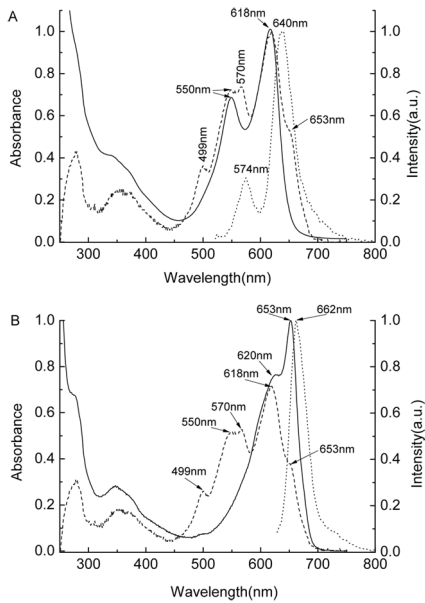 A
618nm
640nm
1.0
1.0
570nm
550nm
0.8
0.8
499nm
653nm
0.6
0.6
Absorbance
Intensity(a.u.)
0.4
0.4
574nm
0.2
0.2
0.0
0.0
300
400
500
600
700
800
Wavelength(nm)
B
653nm
662nm
1.0
1.0
620nm
618nm
0.8
0.8
570nm
550nm
0.6
0.6
653nm
499nm
Absorbance
Intensity(a.u.)
0.4
0.4
0.2
0.2
0.0
0.0
300
400
500
600
700
800
Wavelength(nm)